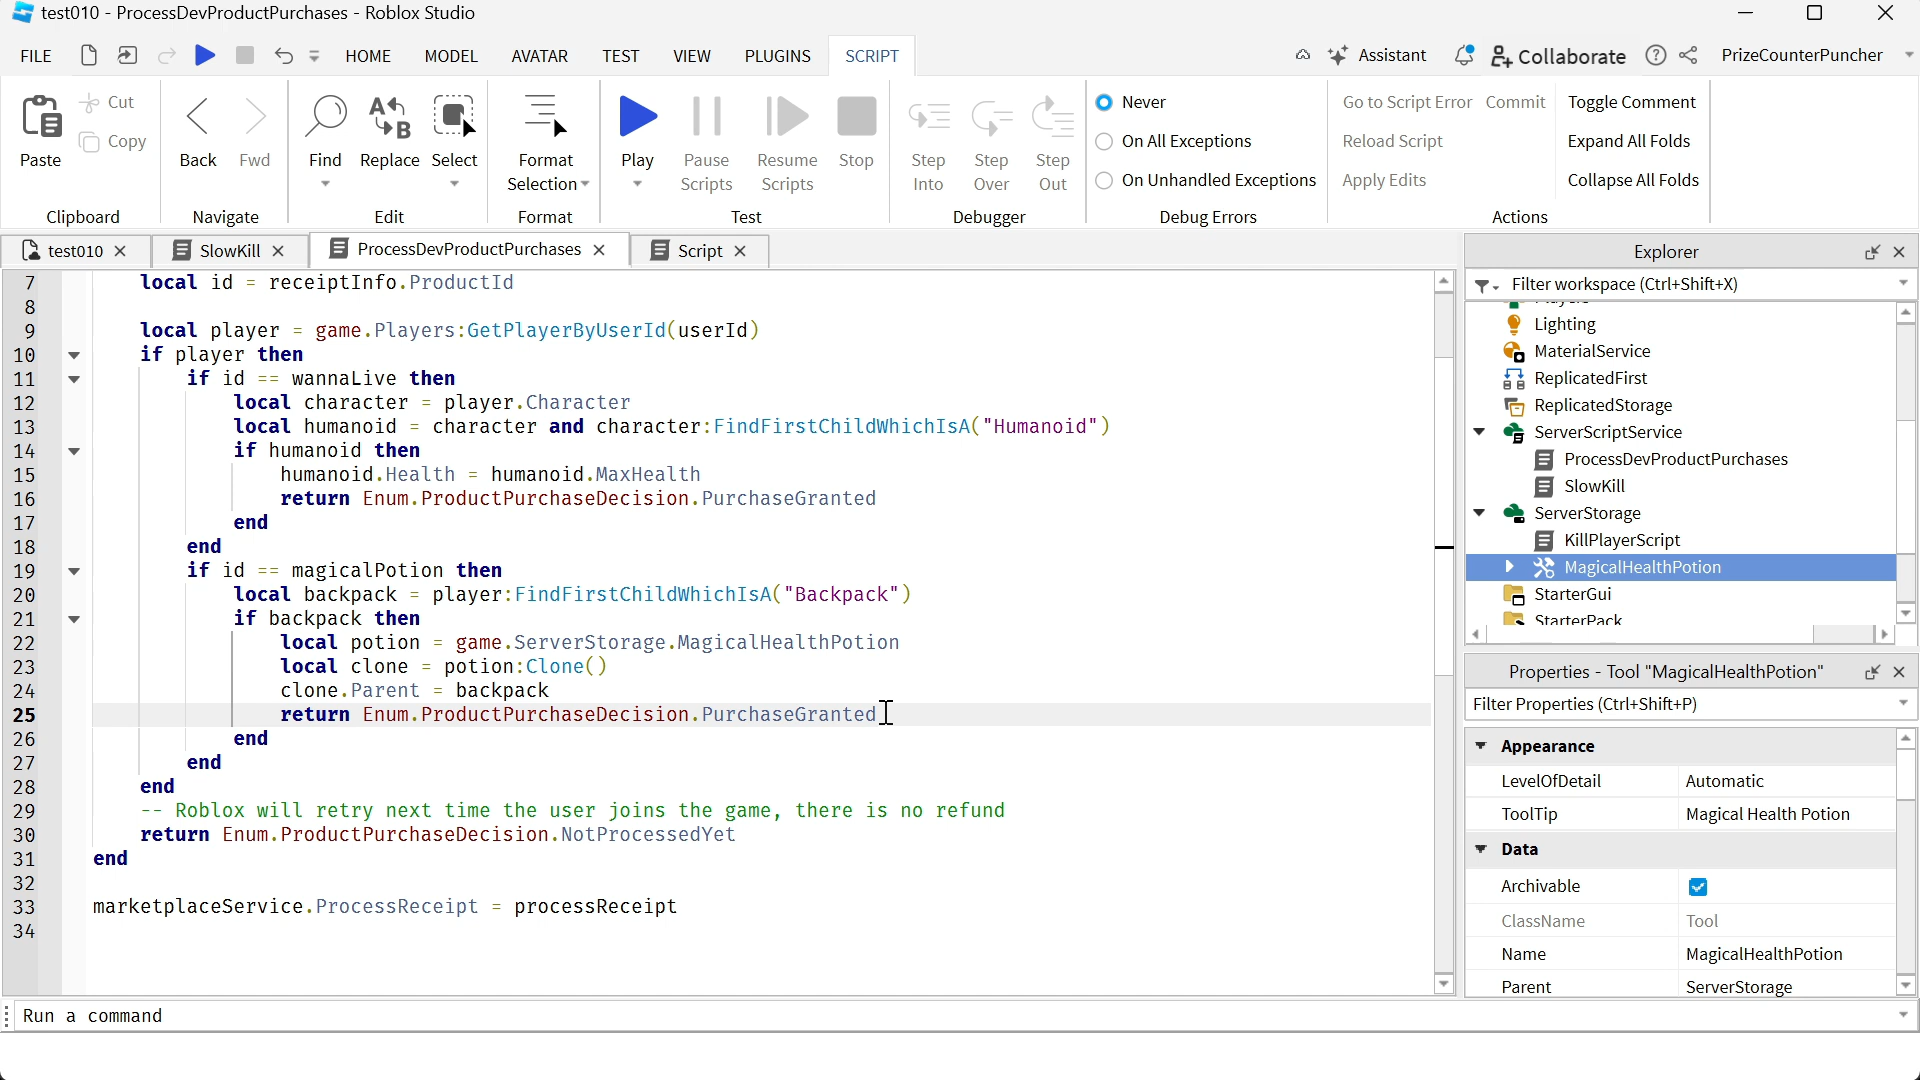 test010 - ProcessDevProductPurchases - Roblox Studio
FILE HOME MODEL AVATAR TEST VIEW PLUGINS SCRIPT Assistant Collaborate PrizeCounterPuncher
Paste Cut Copy
Clipboard
Back Fwd
Navigate
Find Replace Select
Edit
Format Selection
Format
Play Pause Scripts Resume Scripts Stop
Test
Step Into Step Over Step Out
Debugger
Never
On All Exceptions
On Unhandled Exceptions
Debug Errors
Go to Script Error Commit Toggle Comment
Reload Script Expand All Folds
Apply Edits Collapse All Folds
Actions
test010 SlowKill ProcessDevProductPurchases Script
7 local id = receiptInfo.ProductId
8
9 local player = game.Players:GetPlayerByUserId(userId)
10 if player then
11 if id == wannaLive then
12 local character = player.Character
13 local humanoid = character and character:FindFirstChildWhichIsA("Humanoid")
14 if humanoid then
15 humanoid.Health = humanoid.MaxHealth
16 return Enum.ProductPurchaseDecision.PurchaseGranted
17 end
18 end
19 if id == magicalPotion then
20 local backpack = player:FindFirstChildWhichIsA("Backpack")
21 if backpack then
22 local potion = game.ServerStorage.MagicalHealthPotion
23 local clone = potion:Clone()
24 clone.Parent = backpack
25 return Enum.ProductPurchaseDecision.PurchaseGranted
26 end
27 end
28 end
29 -- Roblox will retry next time the user joins the game, there is no refund
30 return Enum.ProductPurchaseDecision.NotProcessedYet
31 end
32
33 marketplaceService.ProcessReceipt = processReceipt
34
Run a command
Explorer
Filter workspace (Ctrl+Shift+X)
Lighting
MaterialService
ReplicatedFirst
ReplicatedStorage
ServerScriptService
ProcessDevProductPurchases
SlowKill
ServerStorage
KillPlayerScript
MagicalHealthPotion
StarterGui
StarterPack
Properties - Tool "MagicalHealthPotion"
Filter Properties (Ctrl+Shift+P)
Appearance
LevelOfDetail Automatic
ToolTip Magical Health Potion
Data
Archivable
ClassName Tool
Name MagicalHealthPotion
Parent ServerStorage